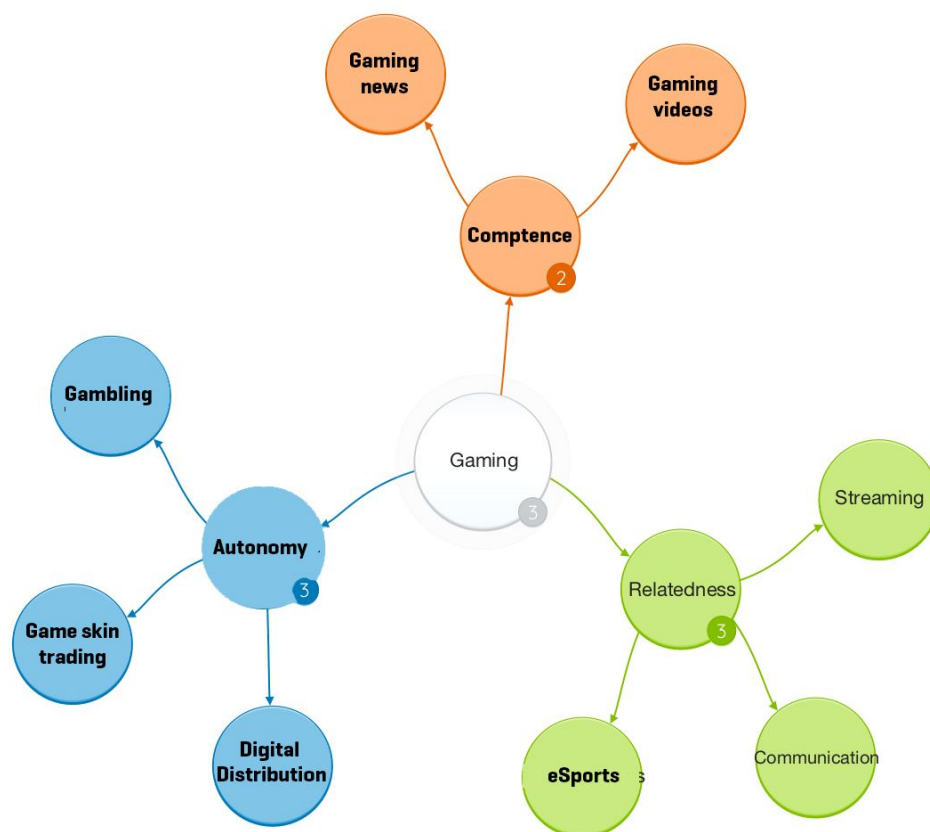 Gaming
news
Gaming
videos
Comptence
2
Gambling
Gaming
3
Streaming
Autonomy
3
Relatedness
3
Game skin
trading
Digital
Distribution
eSports
Communication